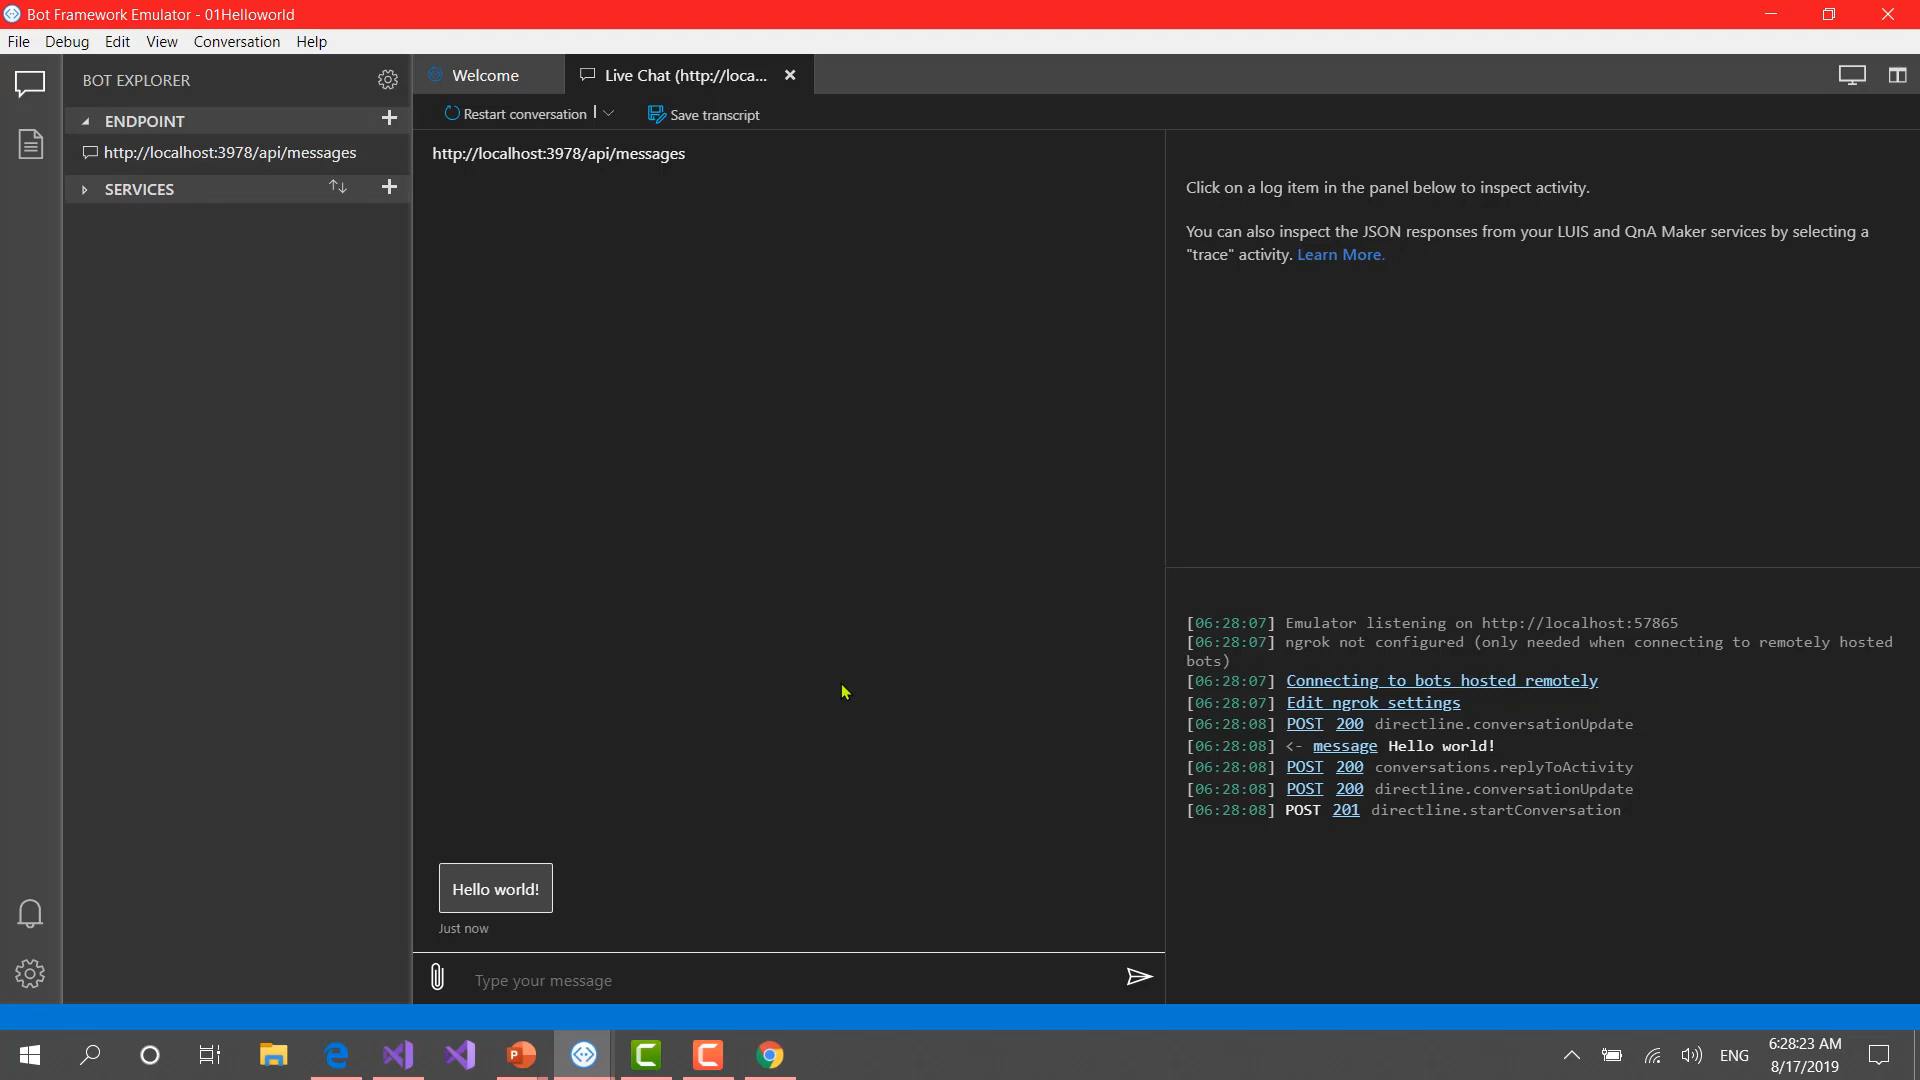 Bot Framework Emulator - 01Helloworld
File Debug Edit View Conversation Help
BOT EXPLORER
ENDPOINT
http://localhost:3978/api/messages
SERVICES
Welcome
Live Chat (http://loca...
Restart conversation
Save transcript
http://localhost:3978/api/messages
Click on a log item in the panel below to inspect activity.
You can also inspect the JSON responses from your LUIS and QnA Maker services by selecting a
"trace" activity. Learn More.
[06:28:07] Emulator listening on http://localhost:57865
[06:28:07] ngrok not configured (only needed when connecting to remotely hosted
bots)
[06:28:07] Connecting to bots hosted remotely
[06:28:07] Edit ngrok settings
[06:28:08] POST 200 directline.conversationUpdate
[06:28:08] <- message Hello world!
[06:28:08] POST 200 conversations.replyToActivity
[06:28:08] POST 200 directline.conversationUpdate
[06:28:08] POST 201 directline.startConversation
Hello world!
Just now
Type your message
ENG
6:28:23 AM
8/17/2019